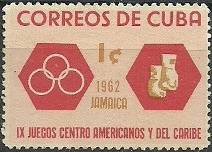 CORREOS DE CUBA
1¢
1962
JAMAICA
IX JUEGOS CENTRO AMERICANOS Y DEL CARIBE